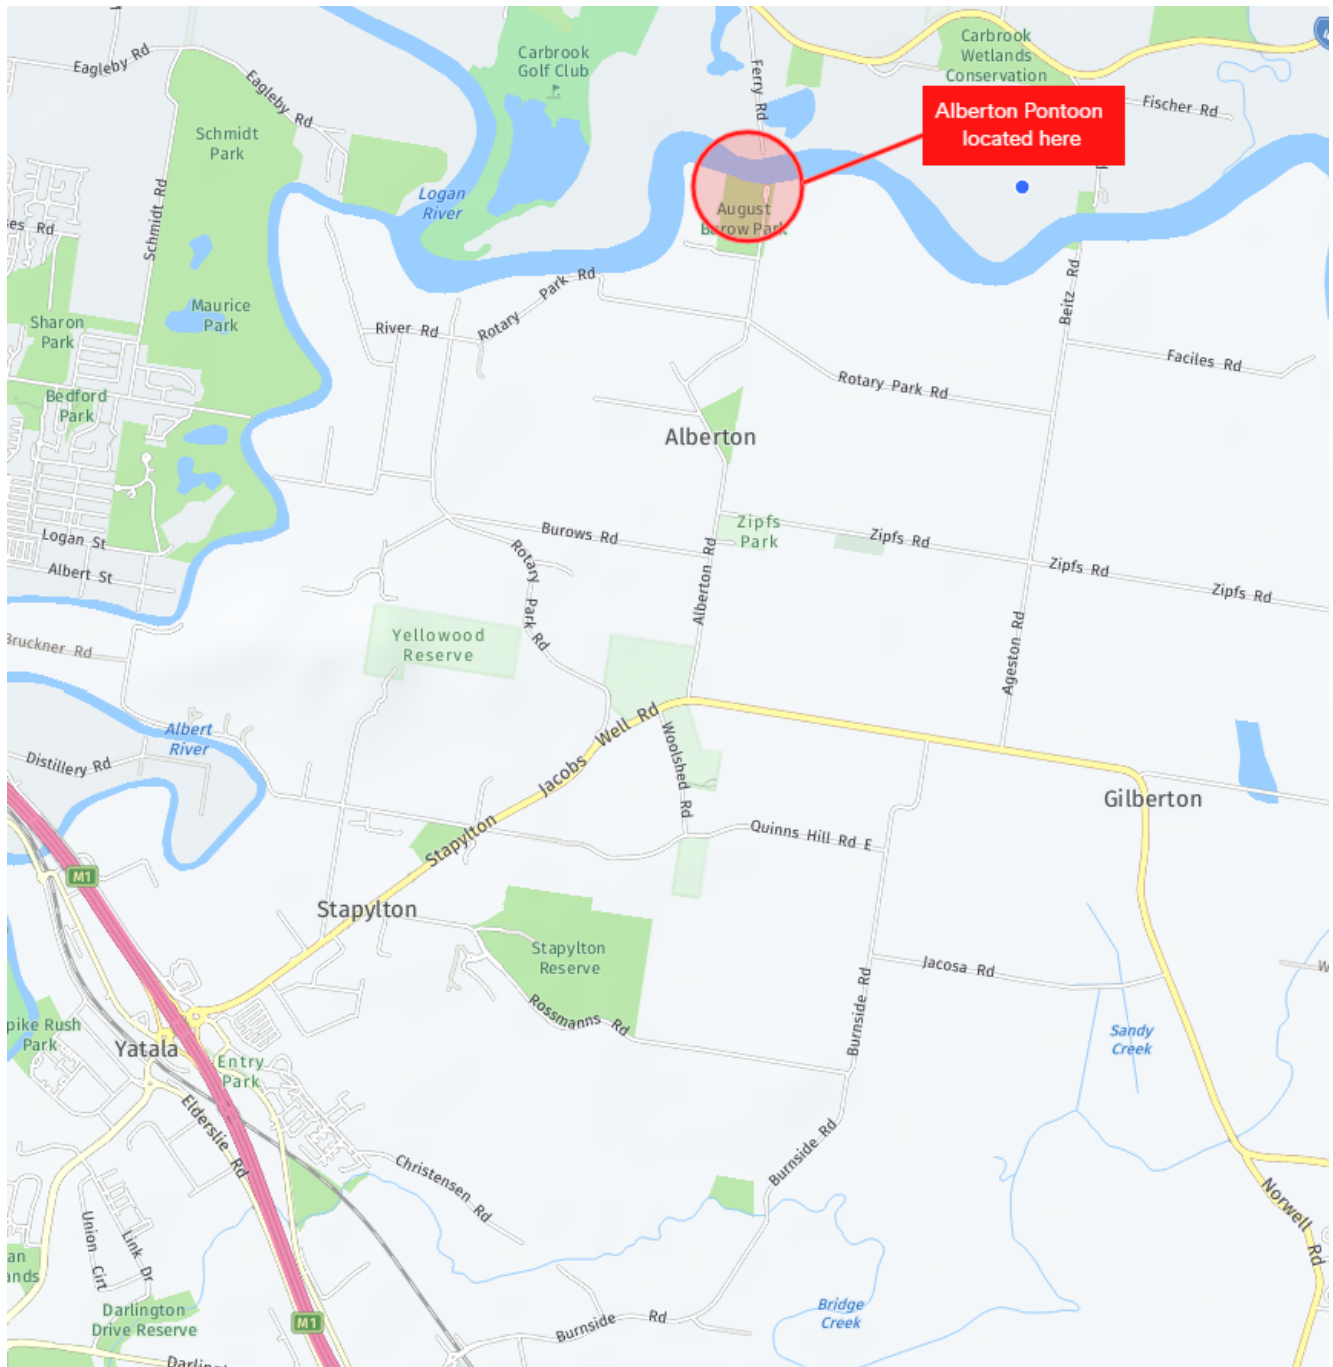 Eagleby Rd
Eagleby Rd
Carbrook
Golf Club
Ferry Rd
Carbrook
Wetlands
Conservation
Fischer Rd
Alberton Pontoon
located here
Schmidt
Park
Schmidt Rd
Logan
River
August
Barow Park
Beitz Rd
Maurice
Park
Sharon
Park
River Rd
Rotary Park Rd
Faciles Rd
Rotary Park Rd
Bedford
Park
Alberton
Logan St
Albert St
Burows Rd
Rotary Park Rd
Zipfs
Park
Zipfs Rd
Zipfs Rd
Zipfs Rd
Alberton Rd
Ageston Rd
Bruckner Rd
Yellowood
Reserve
Albert
River
Distillery Rd
Stapylton Jacobs Well Rd
Woolshed Rd
Gilberton
Quinns Hill Rd E
M1
Stapylton
Stapylton
Reserve
Rossmanns Rd
Jacosa Rd
Burnside Rd
Sandy
Creek
pike Rush
Park
Yatala
Entry
Park
Elderslie Rd
Christensen Rd
Burnside Rd
Norwell Rd
Union Cirt
Link Dr
Darlington
Drive Reserve
M1
Burnside Rd
Bridge
Creek